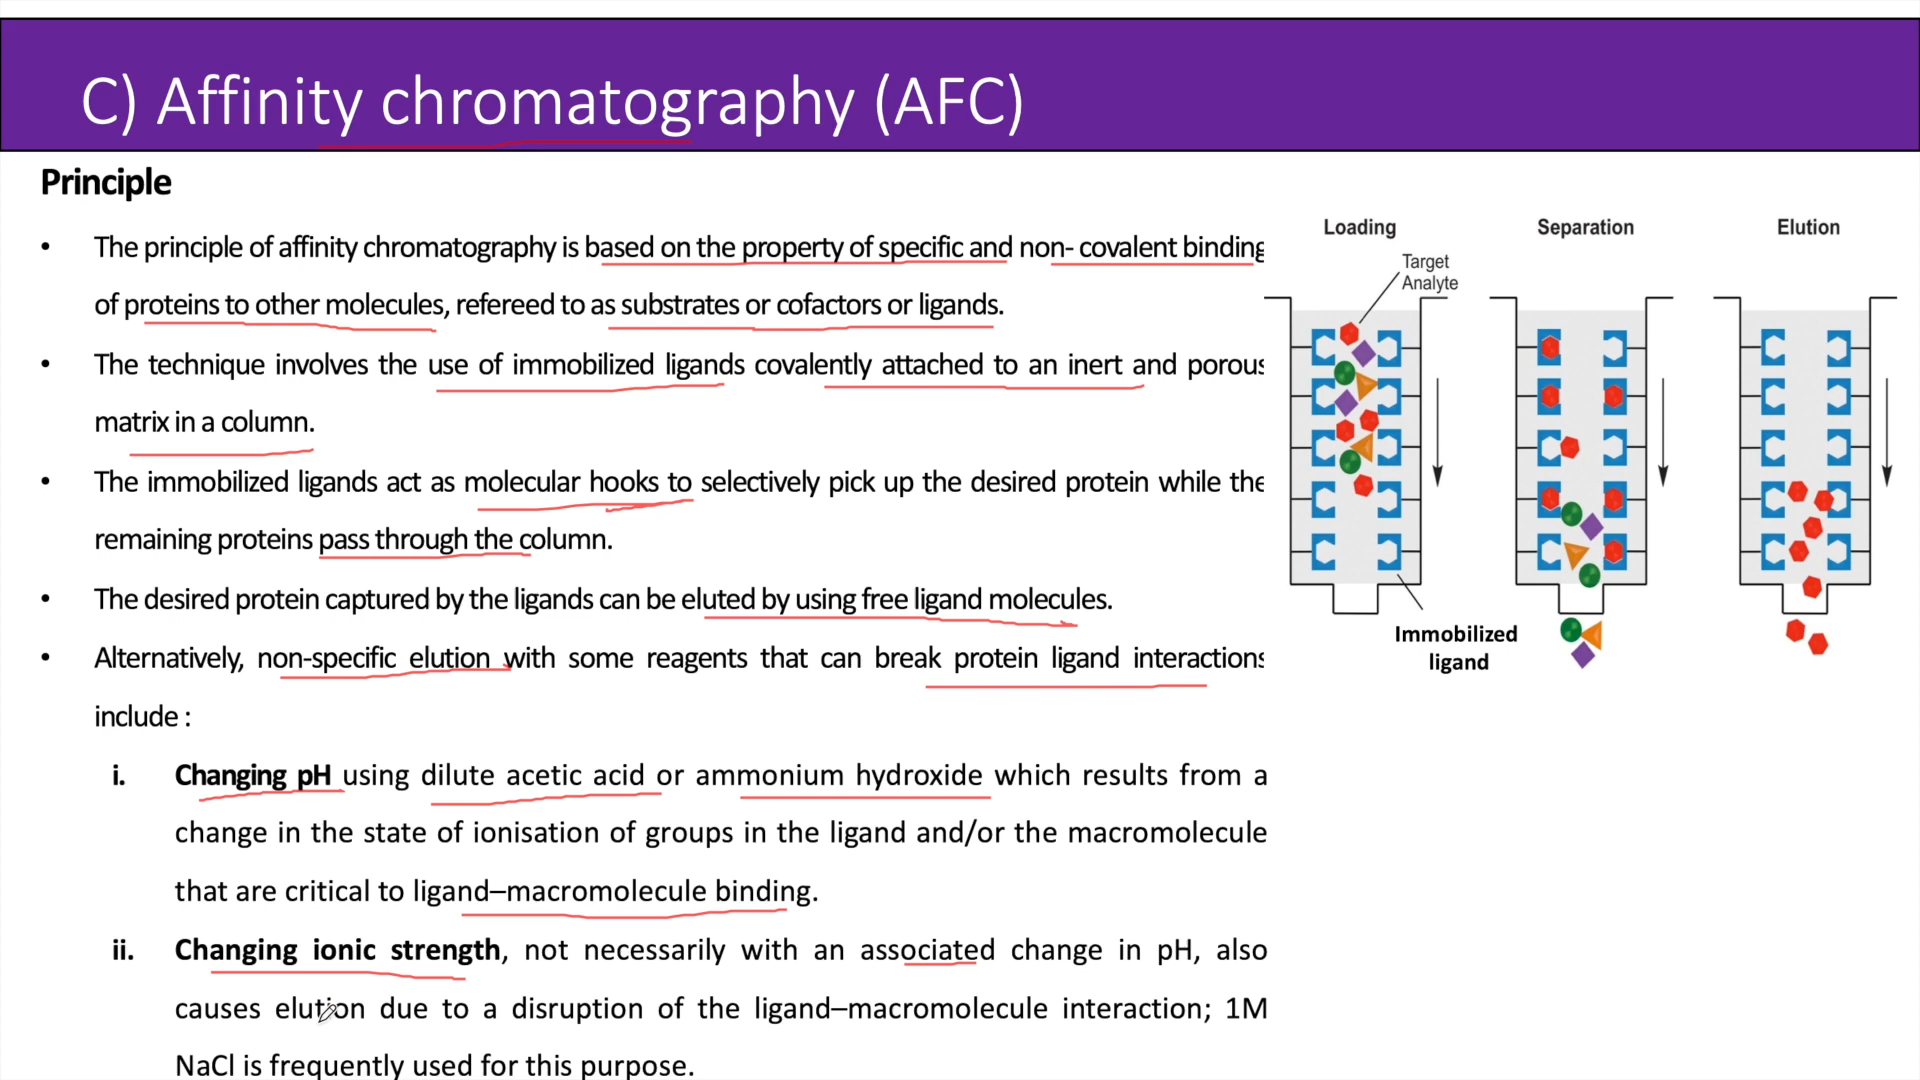 C) Affinity chromatography (AFC)
Principle
• The principle of affinity chromatography is based on the property of specific and non- covalent binding
of proteins to other molecules, refereed to as substrates or cofactors or ligands.
• The technique involves the use of immobilized ligands covalently attached to an inert and porous
matrix in a column.
• The immobilized ligands act as molecular hooks to selectively pick up the desired protein while the
remaining proteins pass through the column.
• The desired protein captured by the ligands can be eluted by using free ligand molecules.
• Alternatively, non-specific elution with some reagents that can break protein ligand interactions
include :
i. Changing pH using dilute acetic acid or ammonium hydroxide which results from a
change in the state of ionisation of groups in the ligand and/or the macromolecule
that are critical to ligand–macromolecule binding.
ii. Changing ionic strength, not necessarily with an associated change in pH, also
causes elution due to a disruption of the ligand–macromolecule interaction; 1M
NaCl is frequently used for this purpose.
Loading
Separation
Elution
Target
Analyte
Immobilized
ligand